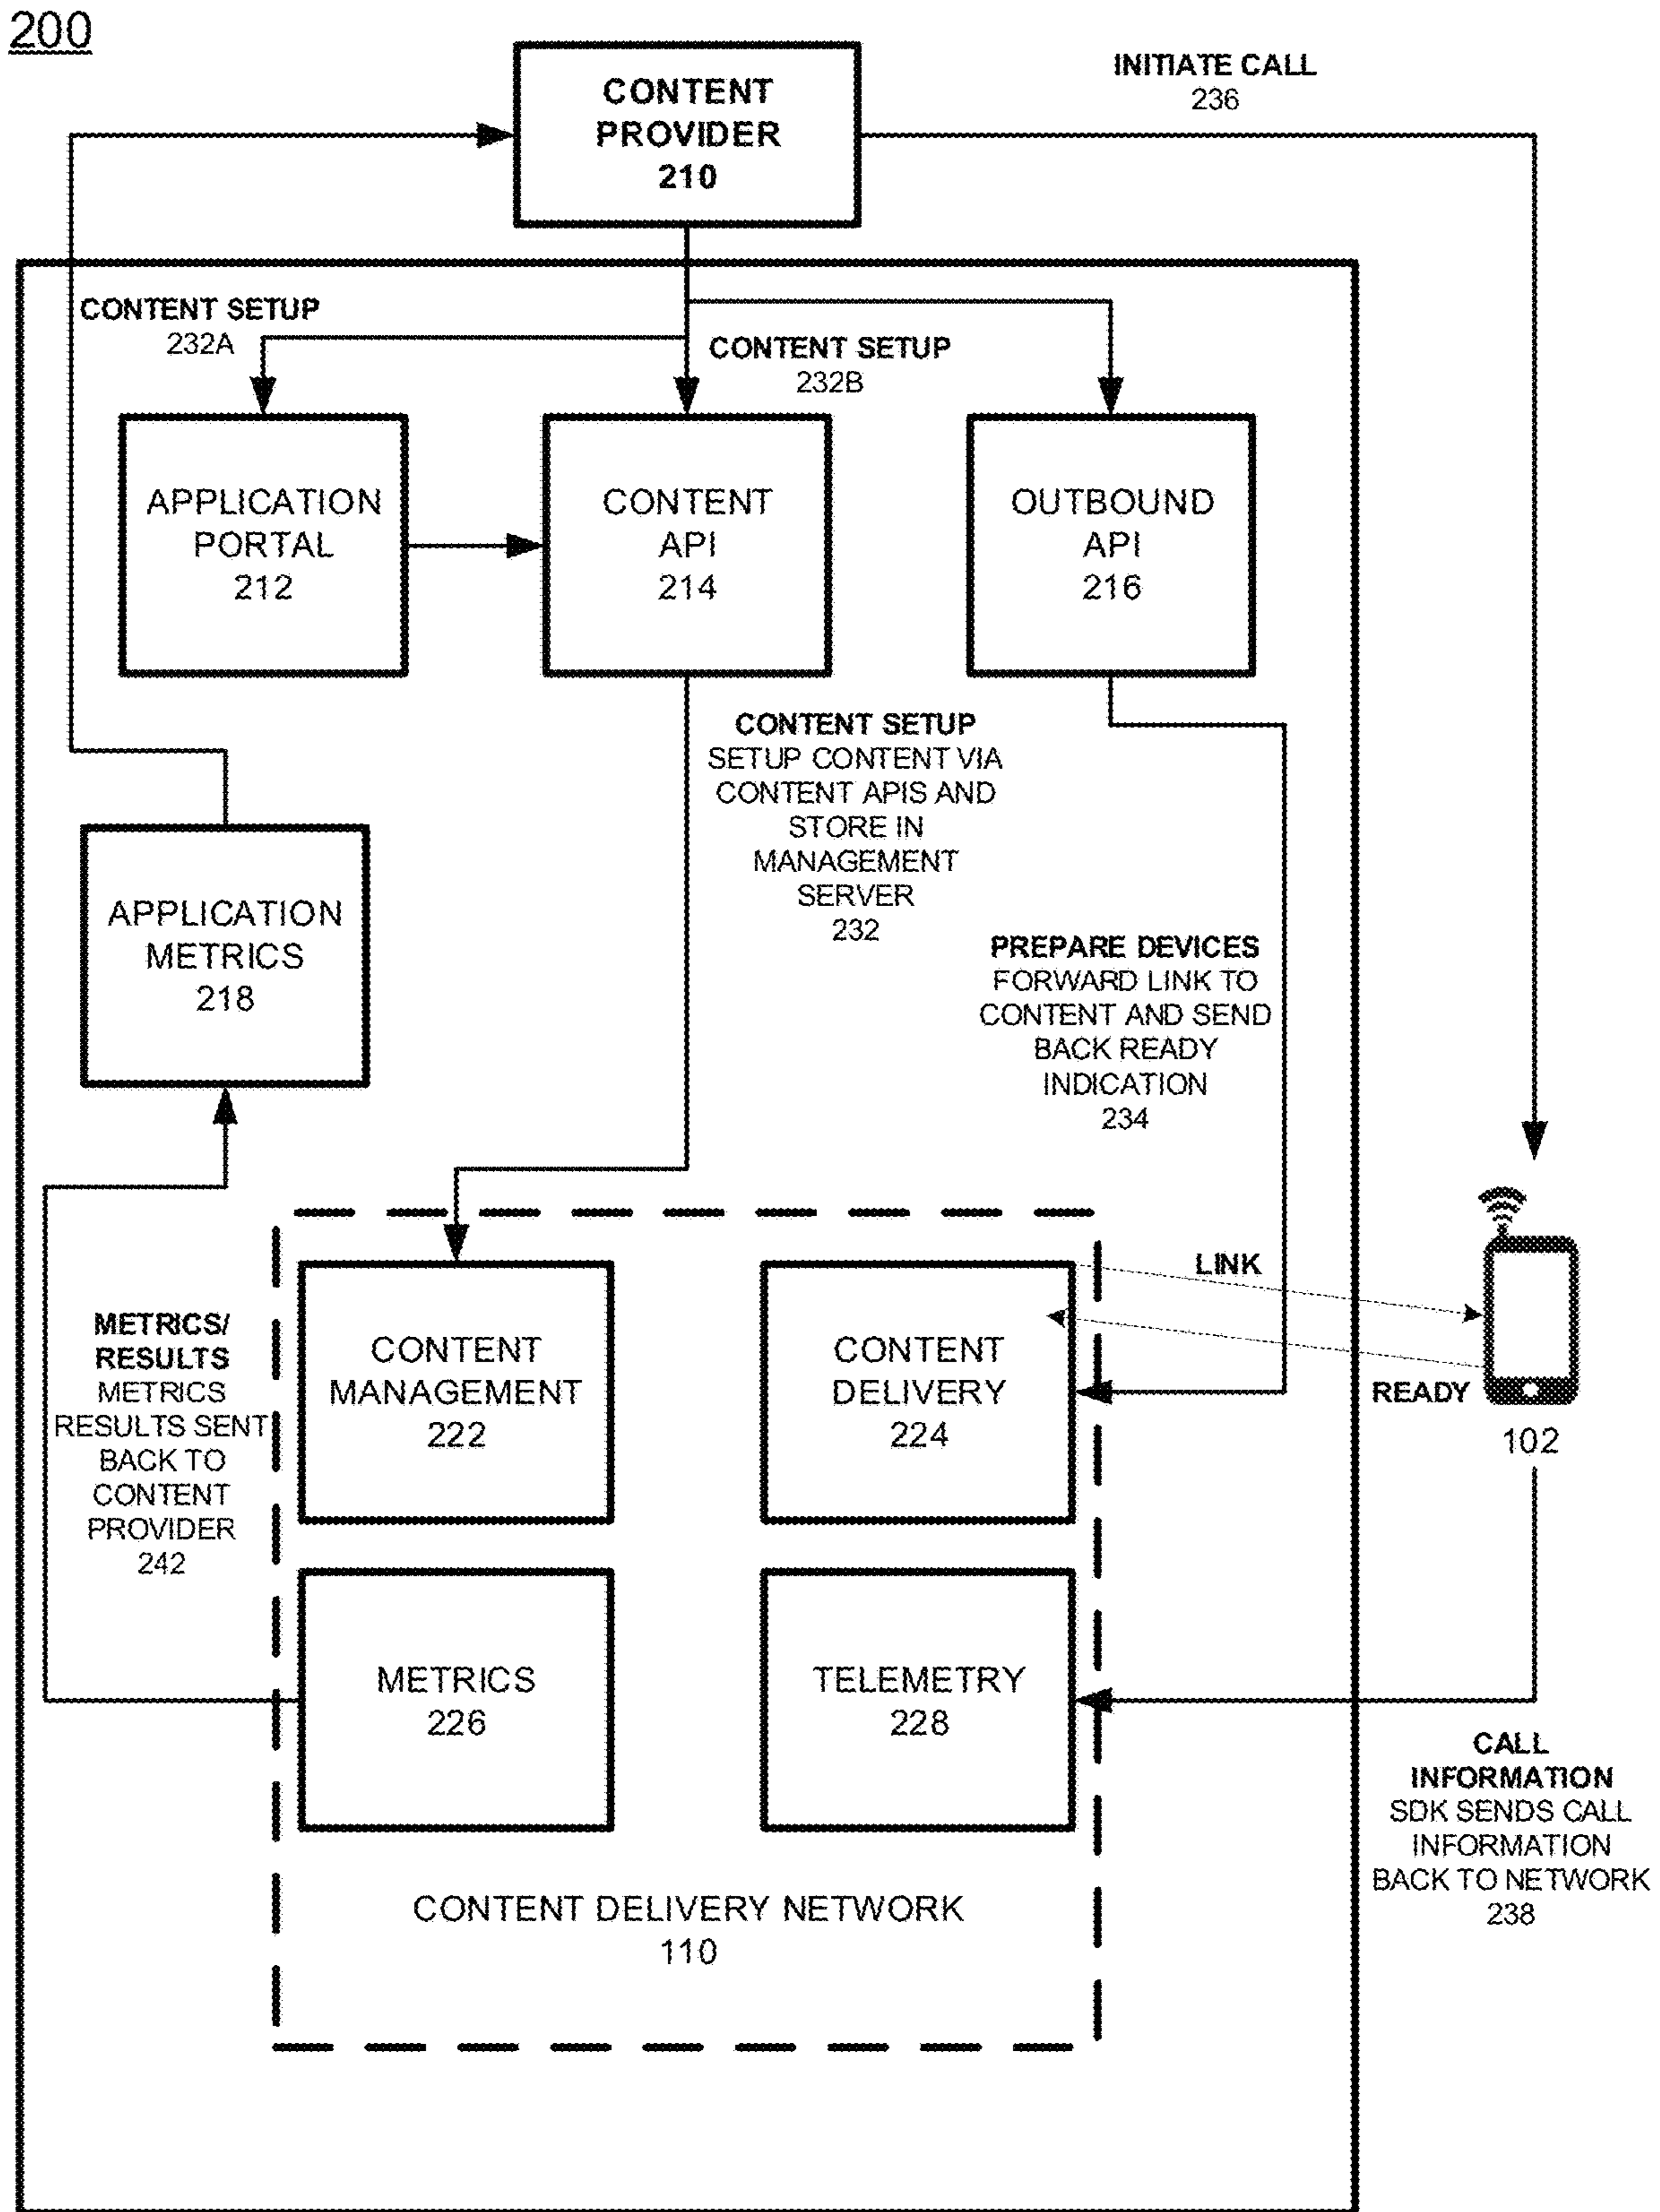 200
CONTENT
PROVIDER
210
INITIATE CALL
236
CONTENT SETUP
232A
CONTENT SETUP
232B
APPLICATION
PORTAL
212
CONTENT
API
214
OUTBOUND
API
216
CONTENT SETUP
SETUP CONTENT VIA
CONTENT APIS AND
STORE IN
MANAGEMENT
SERVER
232
APPLICATION
METRICS
218
PREPARE DEVICES
FORWARD LINK TO
CONTENT AND SEND
BACK READY
INDICATION
234
LINK
READY
102
METRICS/
RESULTS
METRICS
RESULTS SENT
BACK TO
CONTENT
PROVIDER
242
CONTENT
MANAGEMENT
222
CONTENT
DELIVERY
224
METRICS
226
TELEMETRY
228
CALL
INFORMATION
SDK SENDS CALL
INFORMATION
BACK TO NETWORK
238
CONTENT DELIVERY NETWORK
110